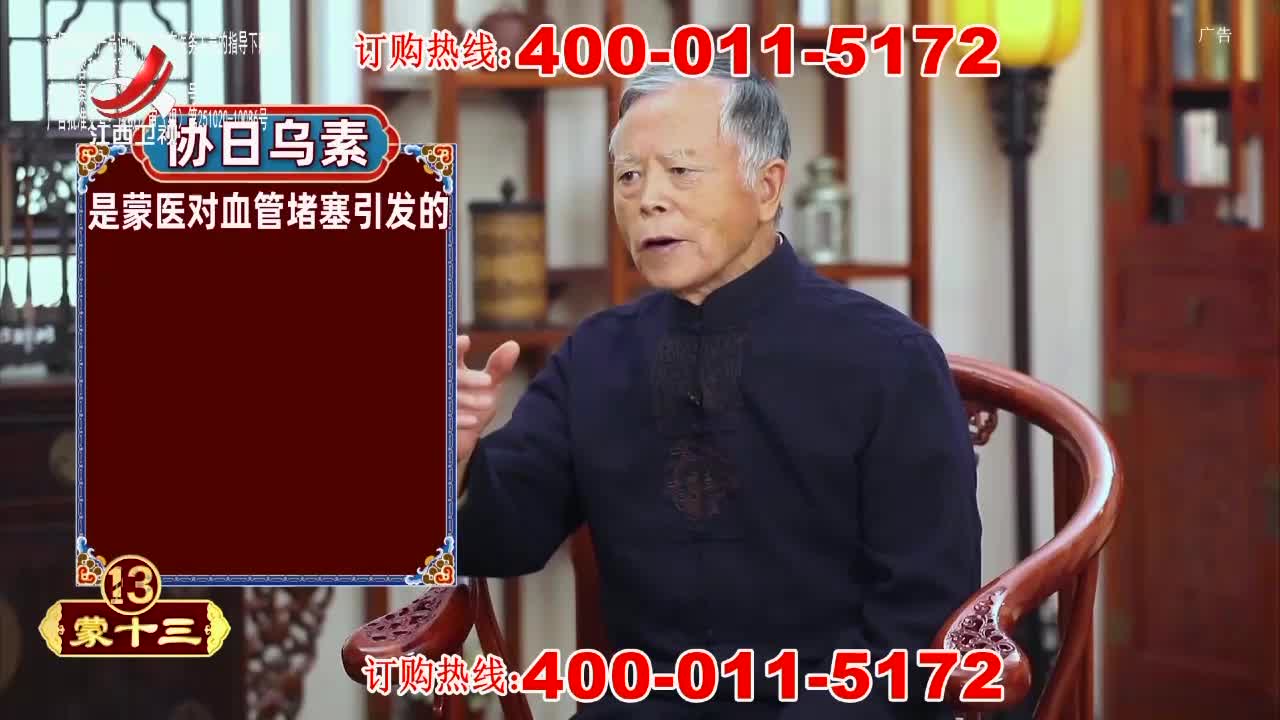 订购热线:400-011-5172
广告
江西卫视
协日乌素
是蒙医对血管堵塞引发的
13
蒙十三
订购热线:400-011-5172